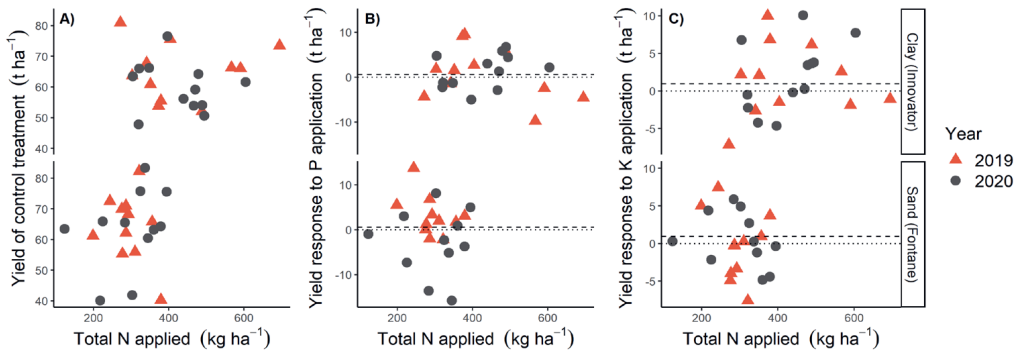 A)
B)
C)
Yield of control treatment (t ha⁻¹)
80
70
60
50
40
80
70
60
50
40
200
400
600
Total N applied (kg ha⁻¹)
Yield response to P application (t ha⁻¹)
10
0
-10
10
0
-10
200
400
600
Total N applied (kg ha⁻¹)
Yield response to K application (t ha⁻¹)
10
5
0
-5
10
5
0
-5
200
400
600
Total N applied (kg ha⁻¹)
Clay (Innovator)
Sand (Fontane)
Year
2019
2020